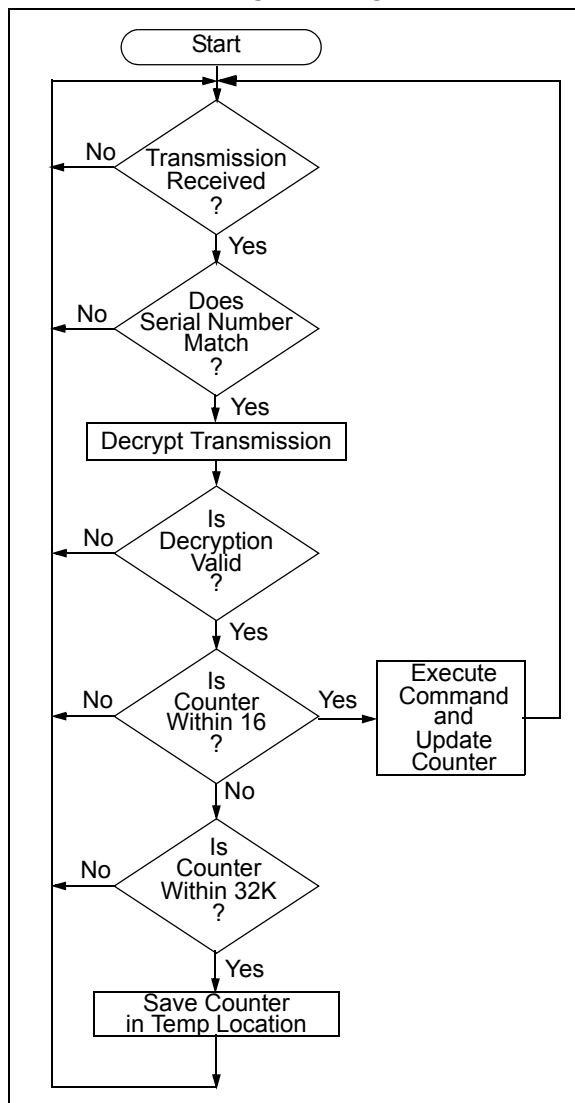 Start
No
Transmission
Received
?
Yes
No
Does
Serial Number
Match
?
Yes
Decrypt Transmission
No
Is
Decryption
Valid
?
Yes
No
Is
Counter
Within 16
?
Yes
Execute
Command
and
Update
Counter
No
No
Is
Counter
Within 32K
?
Yes
Save Counter
in Temp Location